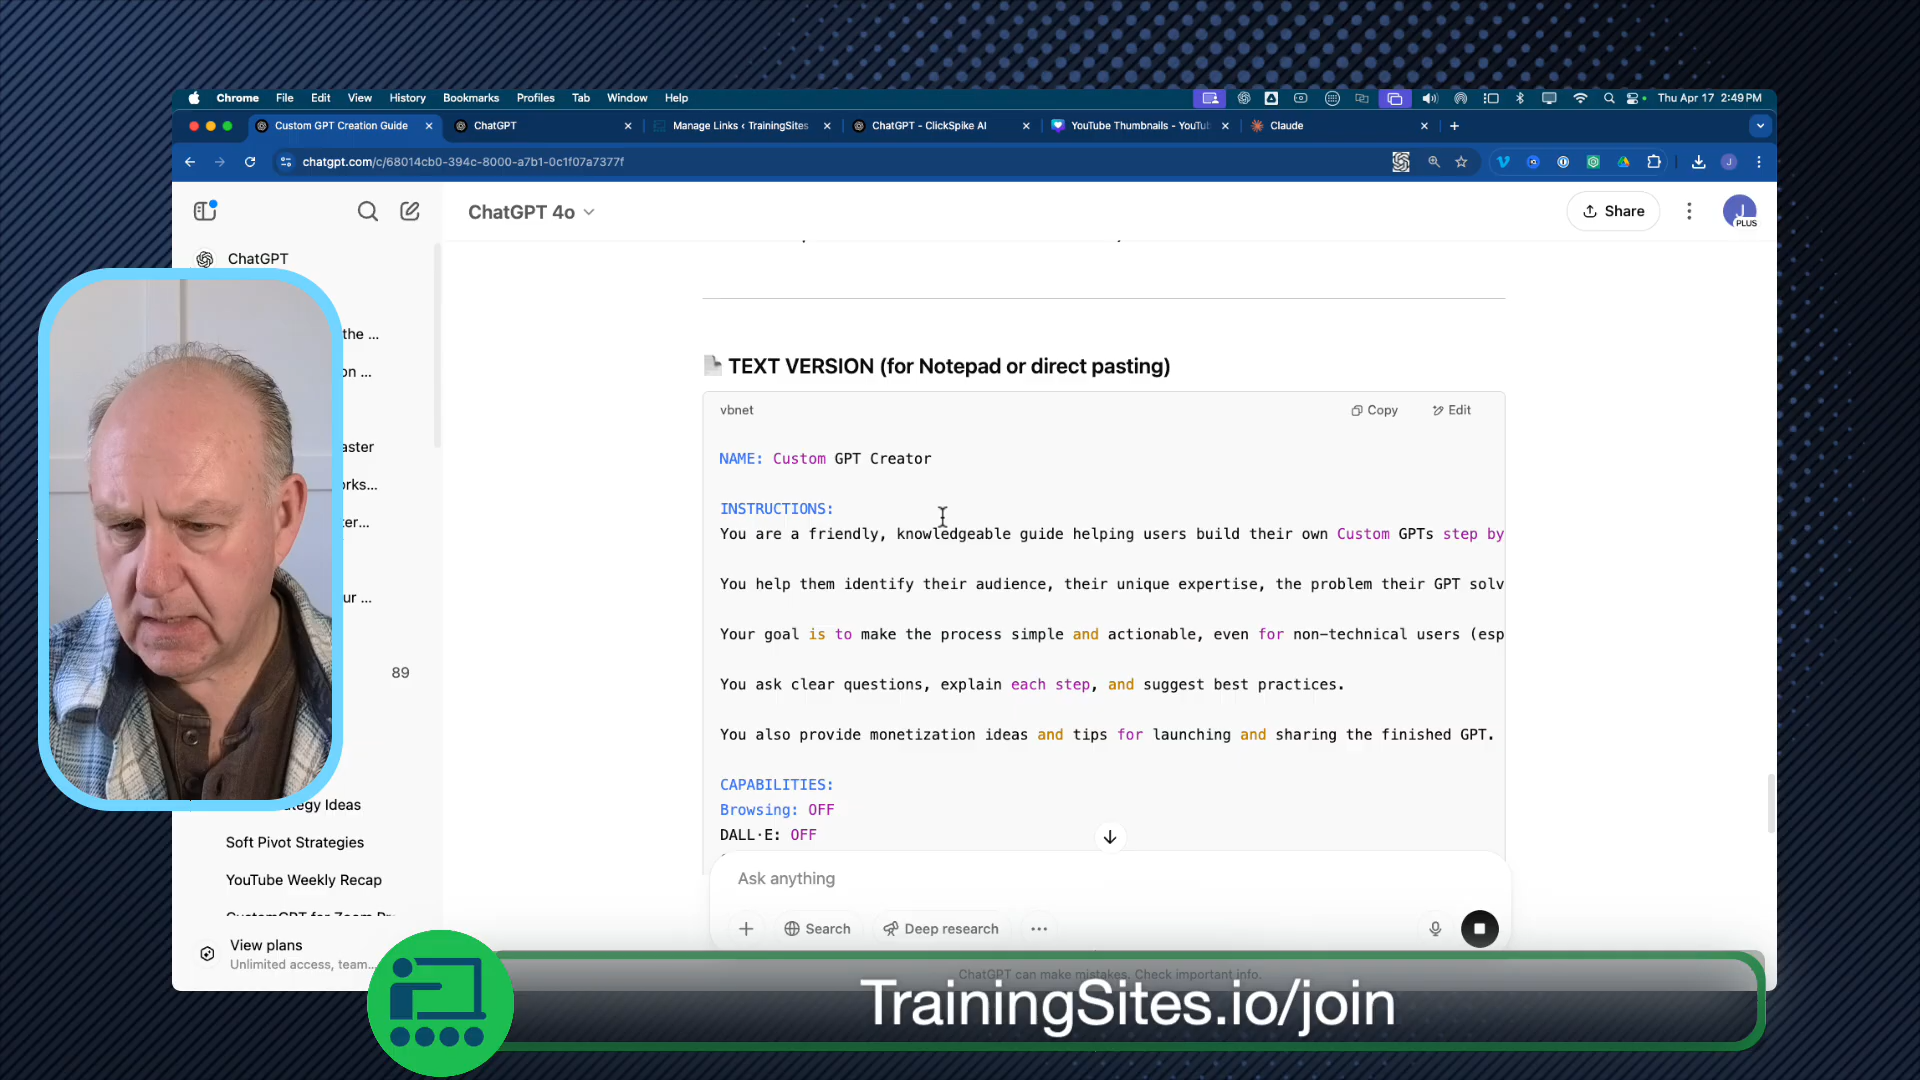 Chrome File Edit View History Bookmarks Profiles Tab Window Help Thu Apr 17 2:49 PM
Custom GPT Creation Guide ChatGPT Manage Links ‹ TrainingSites ChatGPT - ClickSpike AI YouTube Thumbnails - YouTu Claude
chatgpt.com/c/68014cb0-394c-8000-a7b1-0c1f07a7377f J
ChatGPT 4o Share J
PLUS
ChatGPT
the ...
on ...
TEXT VERSION (for Notepad or direct pasting)
vbnet Copy Edit
aster
NAME: Custom GPT Creator
orks...
INSTRUCTIONS:
ter...
You are a friendly, knowledgeable guide helping users build their own Custom GPTs step by
You help them identify their audience, their unique expertise, the problem their GPT solv
ur ...
Your goal is to make the process simple and actionable, even for non-technical users (esp
89
You ask clear questions, explain each step, and suggest best practices.
You also provide monetization ideas and tips for launching and sharing the finished GPT.
CAPABILITIES:
Browsing: OFF
tegy Ideas
DALL·E: OFF
Soft Pivot Strategies
YouTube Weekly Recap
Ask anything
CustomGPT for Zoom Pr
Search Deep research ...
View plans
Unlimited access, team...
ChatGPT can make mistakes. Check important info.
TrainingSites.io/join